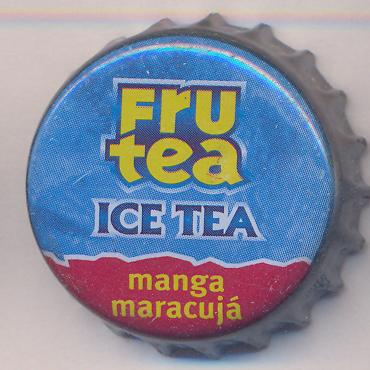 Fru
tea
ICE TEA
manga
maracujá